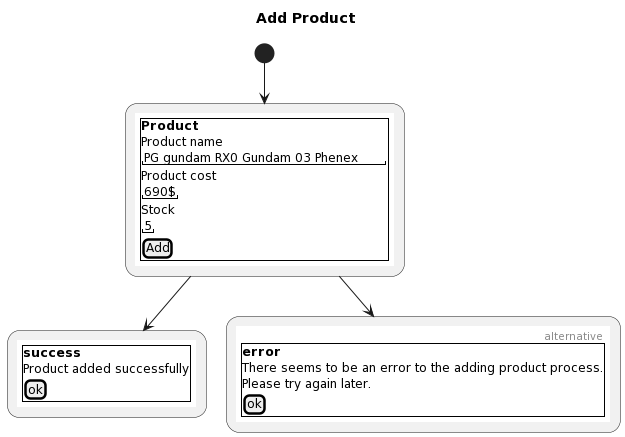 Add Product
Product
Product name
PG gundam RX0 Gundam 03 Phenex
Product cost
690$
Stock
5
Add
success
Product added successfully
ok
alternative
error
There seems to be an error to the adding product process.
Please try again later.
ok